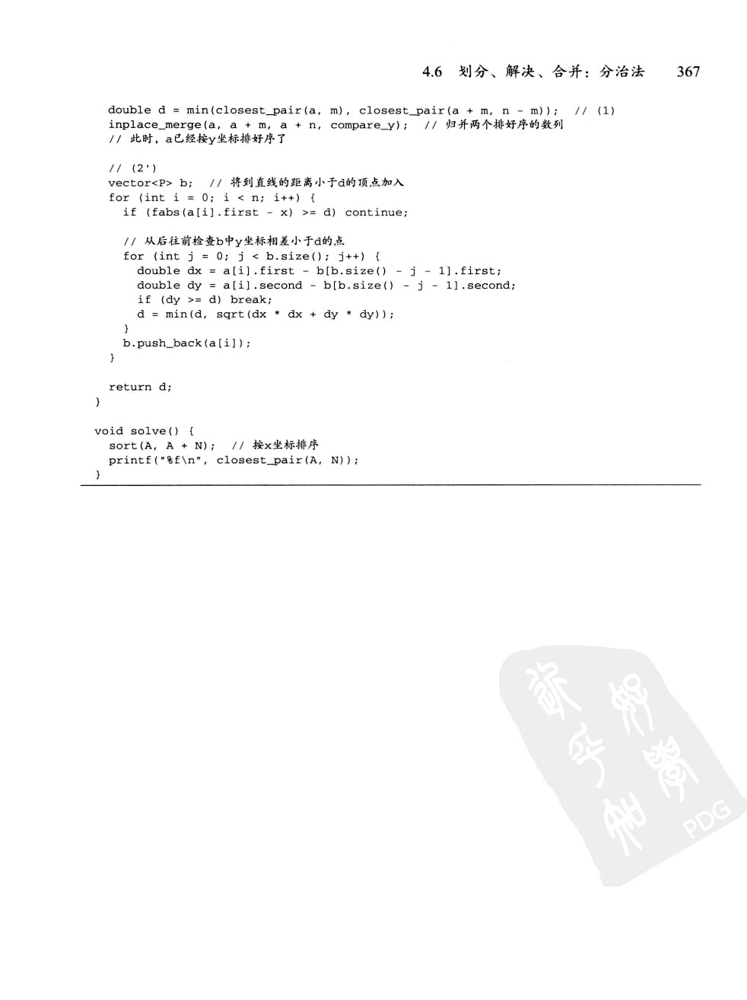 4.6 划分、解决、合并：分治法 367
double d = min(closest_pair(a, m), closest_pair(a + m, n - m)); // (1)
inplace_merge(a, a + m, a + n, compare_y); // 归并两个排好序的数列
// 此时，a已经按y坐标排好序了
// (2')
vector<P> b; // 将到直线的距离小于d的顶点加入
for (int i = 0; i < n; i++) {
if (fabs(a[i].first - x) >= d) continue;
// 从后往前检查b中y坐标相差小于d的点
for (int j = 0; j < b.size(); j++) {
double dx = a[i].first - b[b.size() - j - 1].first;
double dy = a[i].second - b[b.size() - j - 1].second;
if (dy >= d) break;
d = min(d, sqrt(dx * dx + dy * dy));
}
b.push_back(a[i]);
}
return d;
}
void solve() {
sort(A, A + N); // 按x坐标排序
printf("%f\n", closest_pair(A, N));
}
PDG